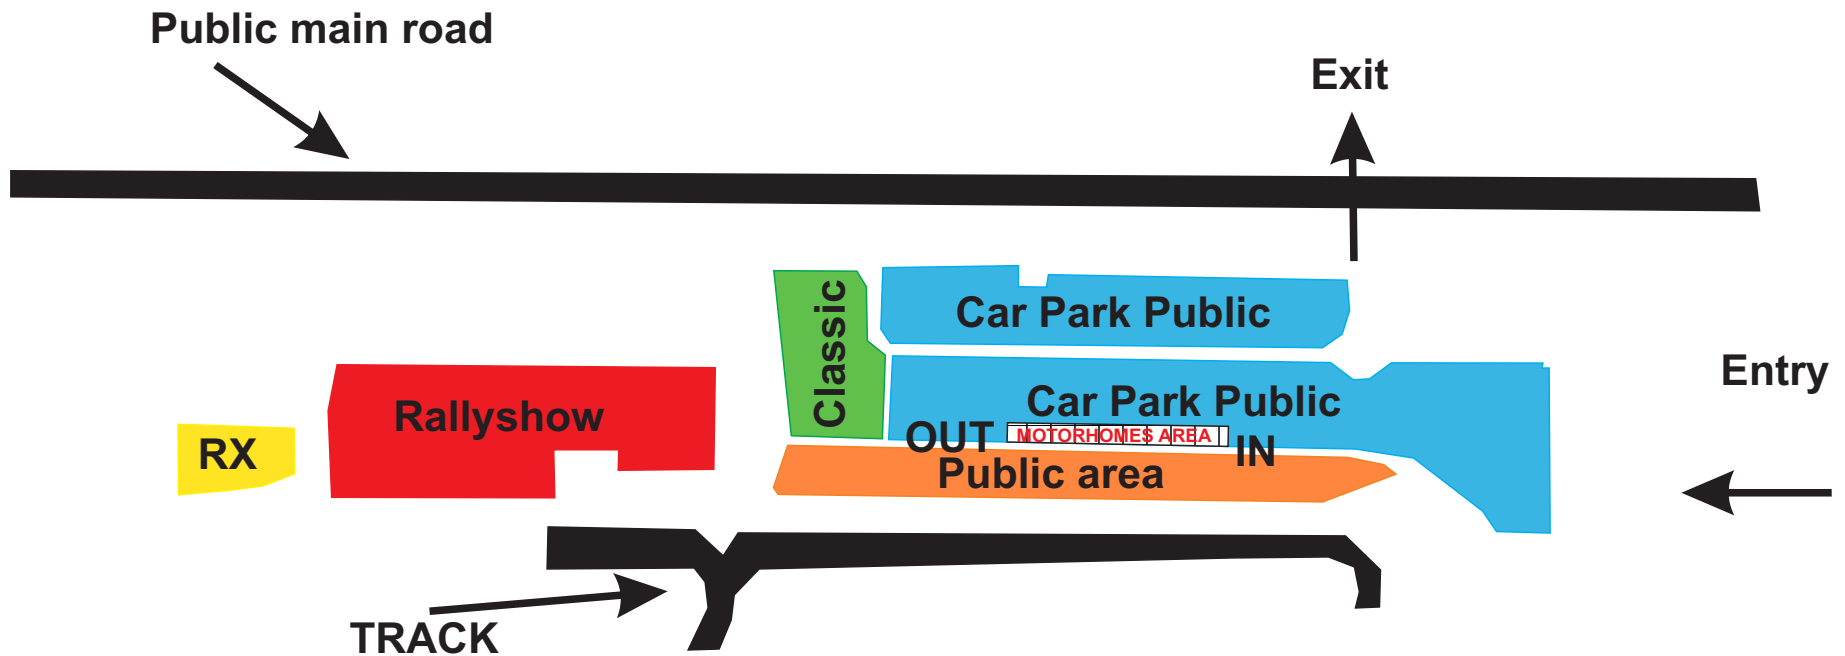 Public main road
Exit
Car Park Public
Classic
Entry
Car Park Public
Rallyshow
OUT
MOTORHOMES AREA
IN
RX
Public area
TRACK